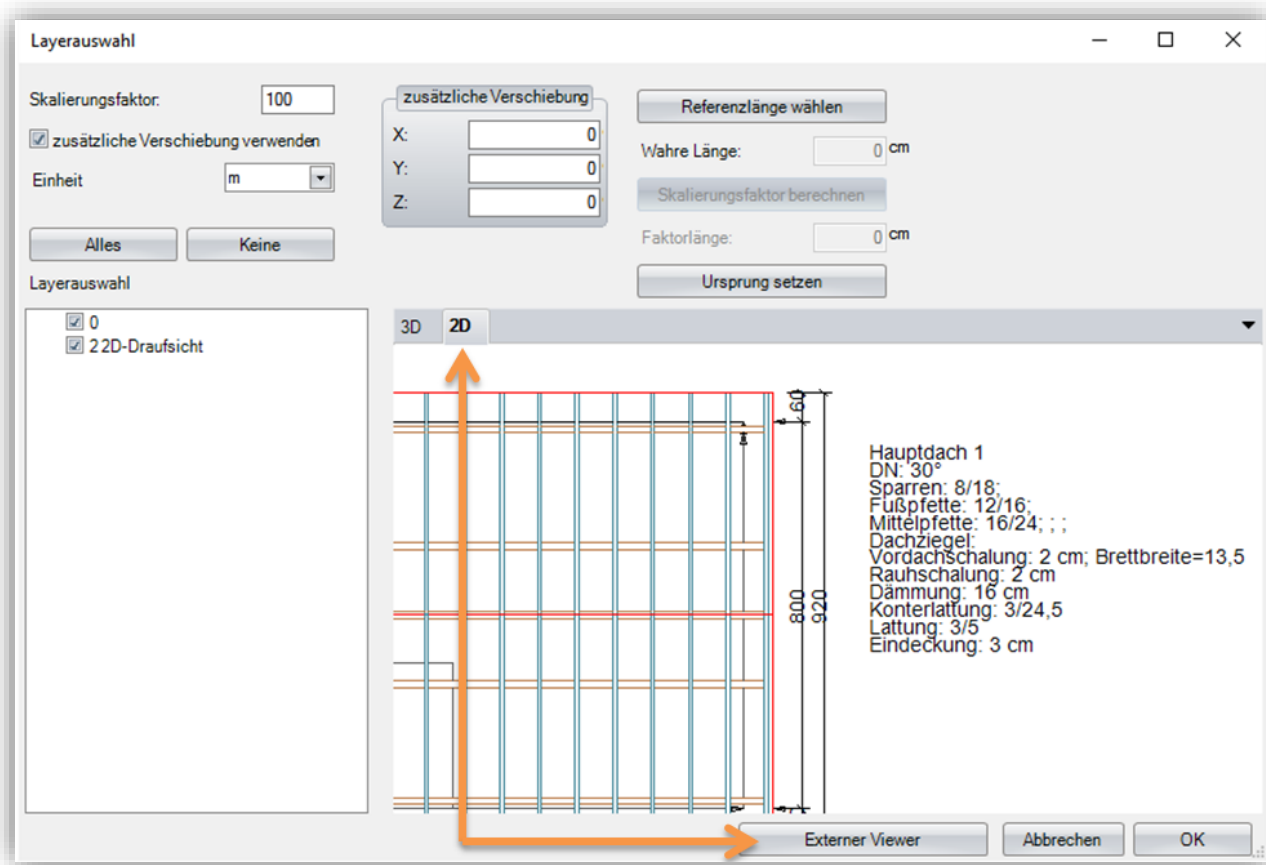 Layerauswahl
Skalierungsfaktor: 100
zusätzliche Verschiebung verwenden
Einheit m
Alles Keine
zusätzliche Verschiebung
X: 0
Y: 0
Z: 0
Referenzlänge wählen
Wahre Länge: 0 cm
Skalierungsfaktor berechnen
Faktorlänge: 0 cm
Ursprung setzen
Layerauswahl
0
2 2D-Draufsicht
3D 2D
60
800
920
Hauptdach 1
DN: 30°
Sparren: 8/18;
Fußpfette: 12/16;
Mittelpfette: 16/24; ; ;
Dachziegel:
Vordachschalung: 2 cm; Brettbreite=13,5
Rauhschalung: 2 cm
Dämmung: 16 cm
Konterlattung: 3/24,5
Lattung: 3/5
Eindeckung: 3 cm
Externer Viewer Abbrechen OK